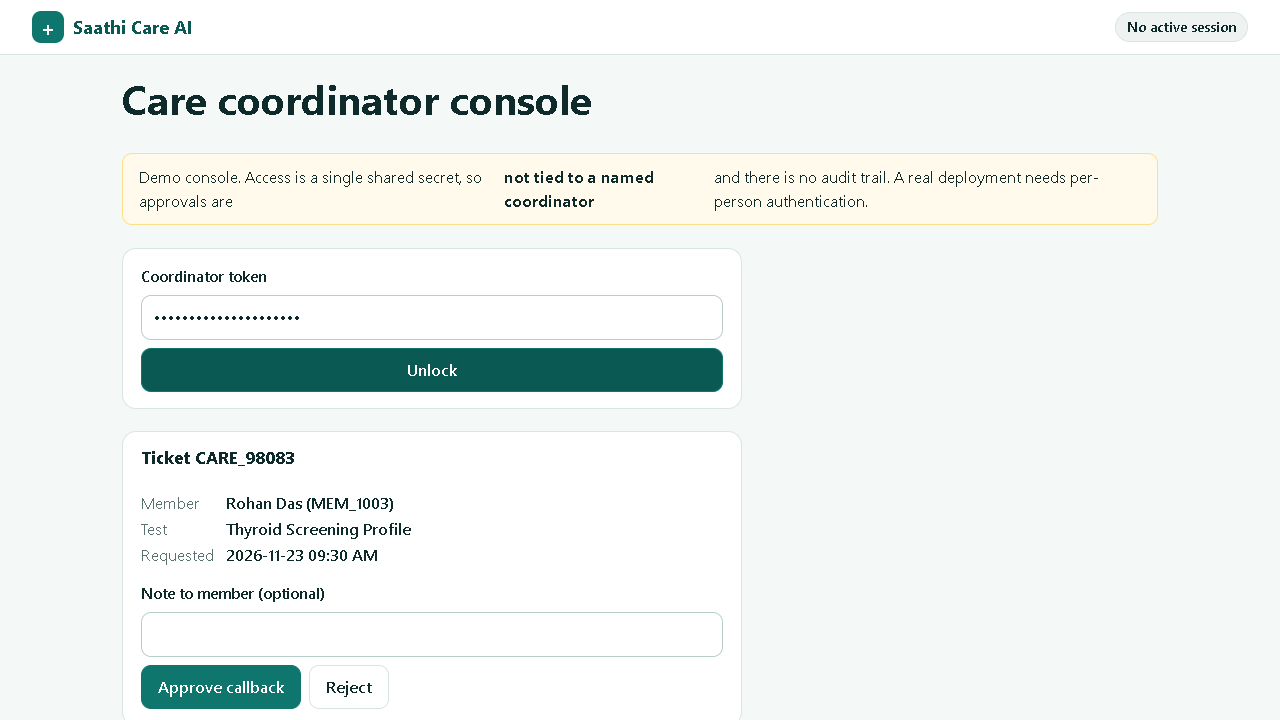 + Saathi Care AI
No active session
Care coordinator console
Demo console. Access is a single shared secret, so approvals are
not tied to a named coordinator
and there is no audit trail. A real deployment needs per-person authentication.
Coordinator token
•••••••••••••••••••••
Unlock
Ticket CARE_98083
Member Rohan Das (MEM_1003)
Test Thyroid Screening Profile
Requested 2026-11-23 09:30 AM
Note to member (optional)
Approve callback
Reject